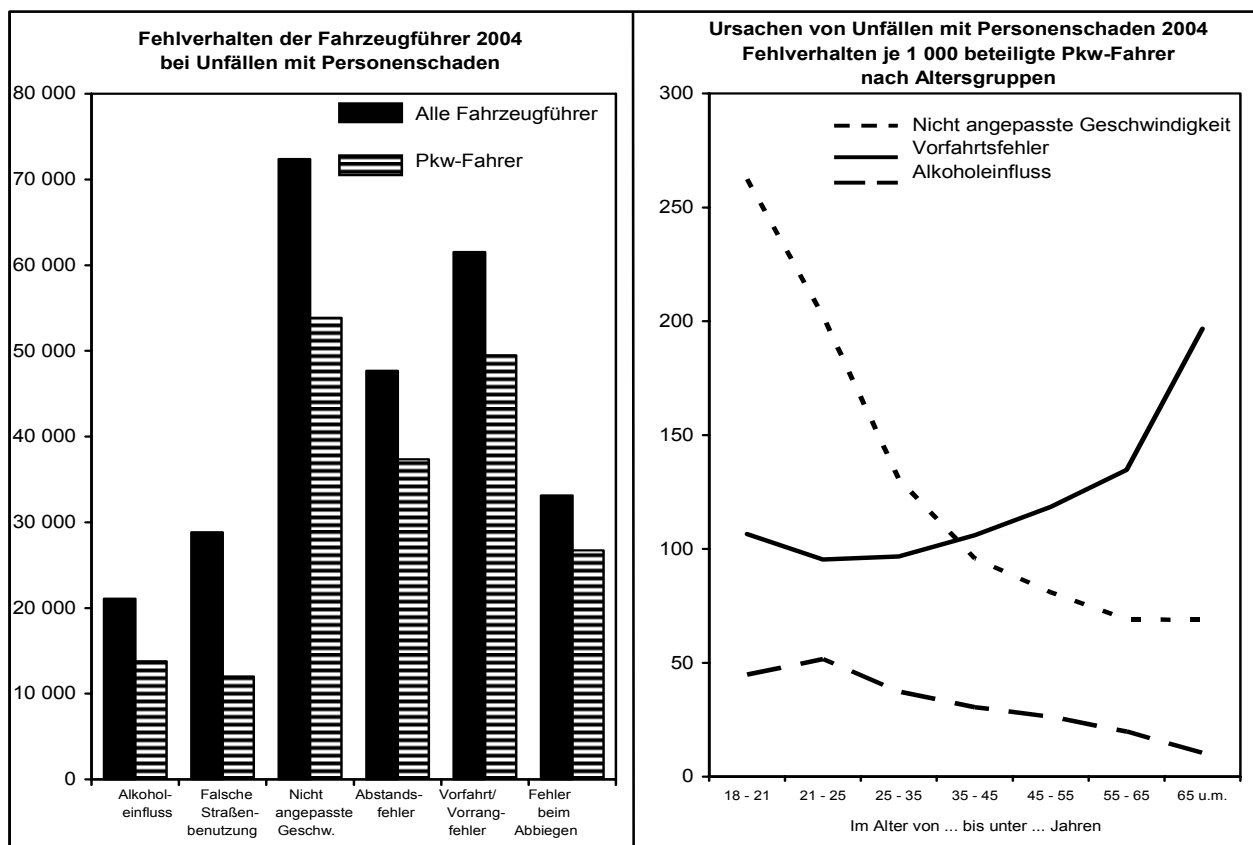 Fehlverhalten der Fahrzeugführer 2004
bei Unfällen mit Personenschaden
80 000
70 000
60 000
50 000
40 000
30 000
20 000
10 000
0
Alle Fahrzeugführer
Pkw-Fahrer
Alkohol-
einfluss
Falsche
Straßen-
benutzung
Nicht
angepasste
Geschw.
Abstands-
fehler
Vorfahrt/
Vorrang-
fehler
Fehler
beim
Abbiegen
Ursachen von Unfällen mit Personenschaden 2004
Fehlverhalten je 1 000 beteiligte Pkw-Fahrer
nach Altersgruppen
300
250
200
150
100
50
0
Nicht angepasste Geschwindigkeit
Vorfahrtsfehler
Alkoholeinfluss
18 - 21
21 - 25
25 - 35
35 - 45
45 - 55
55 - 65
65 u.m.
Im Alter von ... bis unter ... Jahren